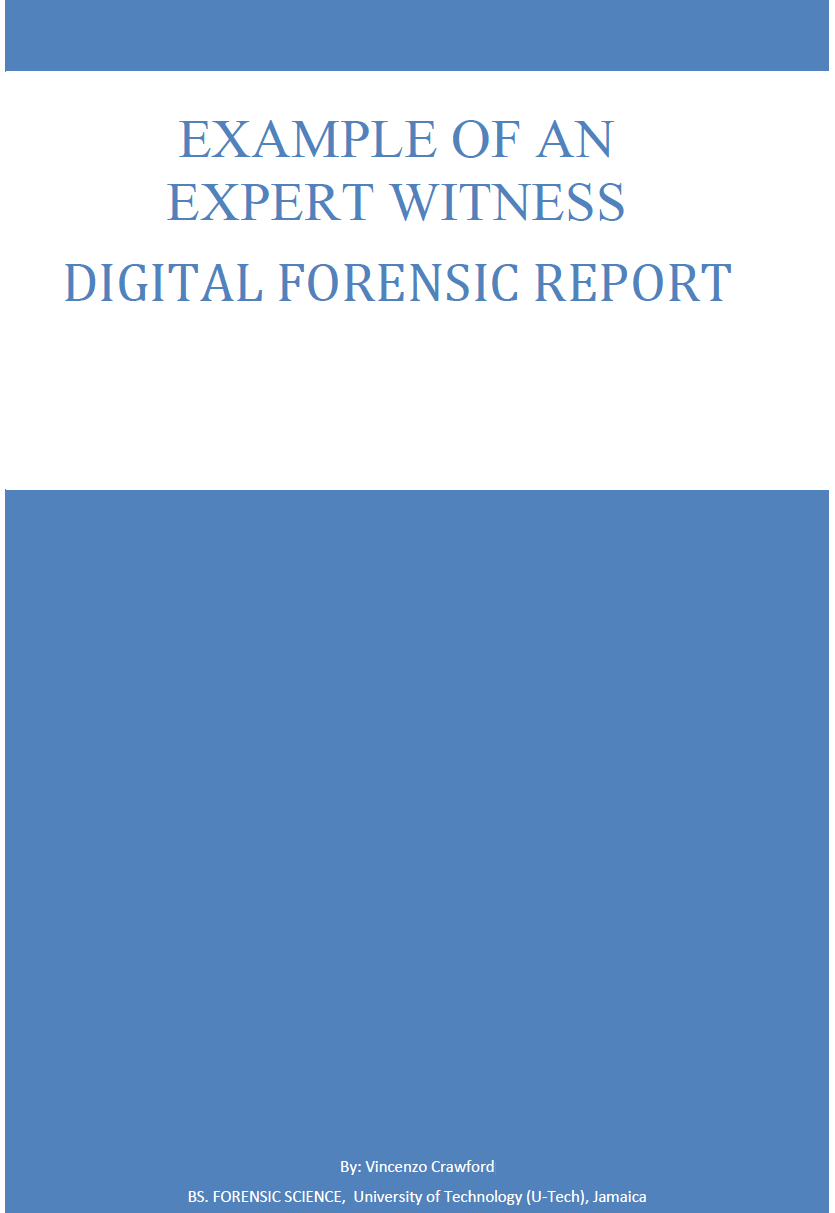 EXAMPLE OF AN
EXPERT WITNESS
DIGITAL FORENSIC REPORT
By: Vincenzo Crawford
BS. FORENSIC SCIENCE, University of Technology (U-Tech), Jamaica